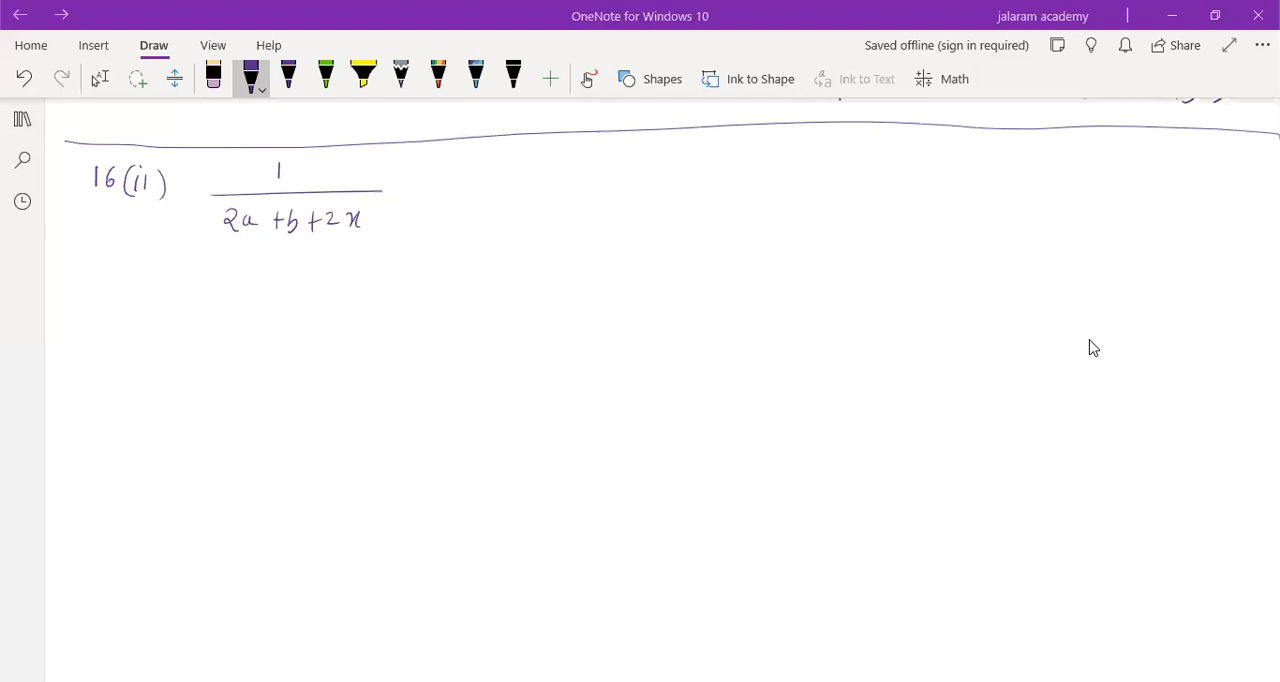 OneNote for Windows 10
jalaram academy
Home Insert Draw View Help
Saved offline (sign in required) Share
Shapes Ink to Shape Ink to Text Math
16 (ii) 1
2a + b + 2x